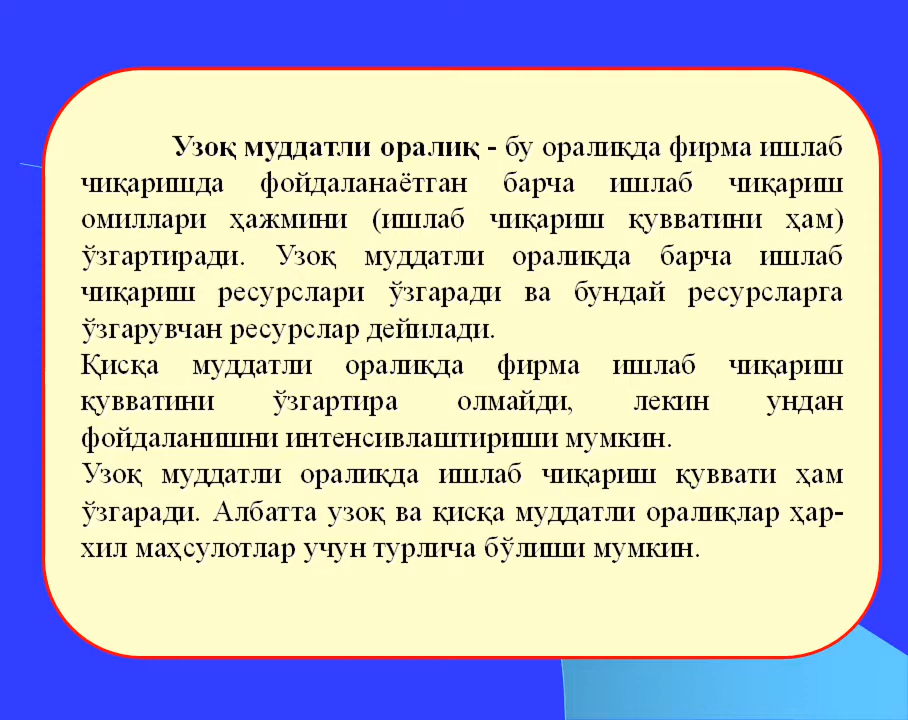 Узоқ муддатли оралиқ - бу оралиқда фирма ишлаб
чиқаришда фойдаланаётган барча ишлаб чиқариш
омиллари ҳажмини (ишлаб чиқариш қувватини ҳам)
ўзгартиради. Узоқ муддатли оралиқда барча ишлаб
чиқариш ресурслари ўзгаради ва бундай ресурсларга
ўзгарувчан ресурслар дейилади.
Қисқа муддатли оралиқда фирма ишлаб чиқариш
қувватини ўзгартира олмайди, лекин ундан
фойдаланишни интенсивлаштириши мумкин.
Узоқ муддатли оралиқда ишлаб чиқариш қуввати ҳам
ўзгаради. Албатта узоқ ва қисқа муддатли оралиқлар ҳар-
хил маҳсулотлар учун турлича бўлиши мумкин.